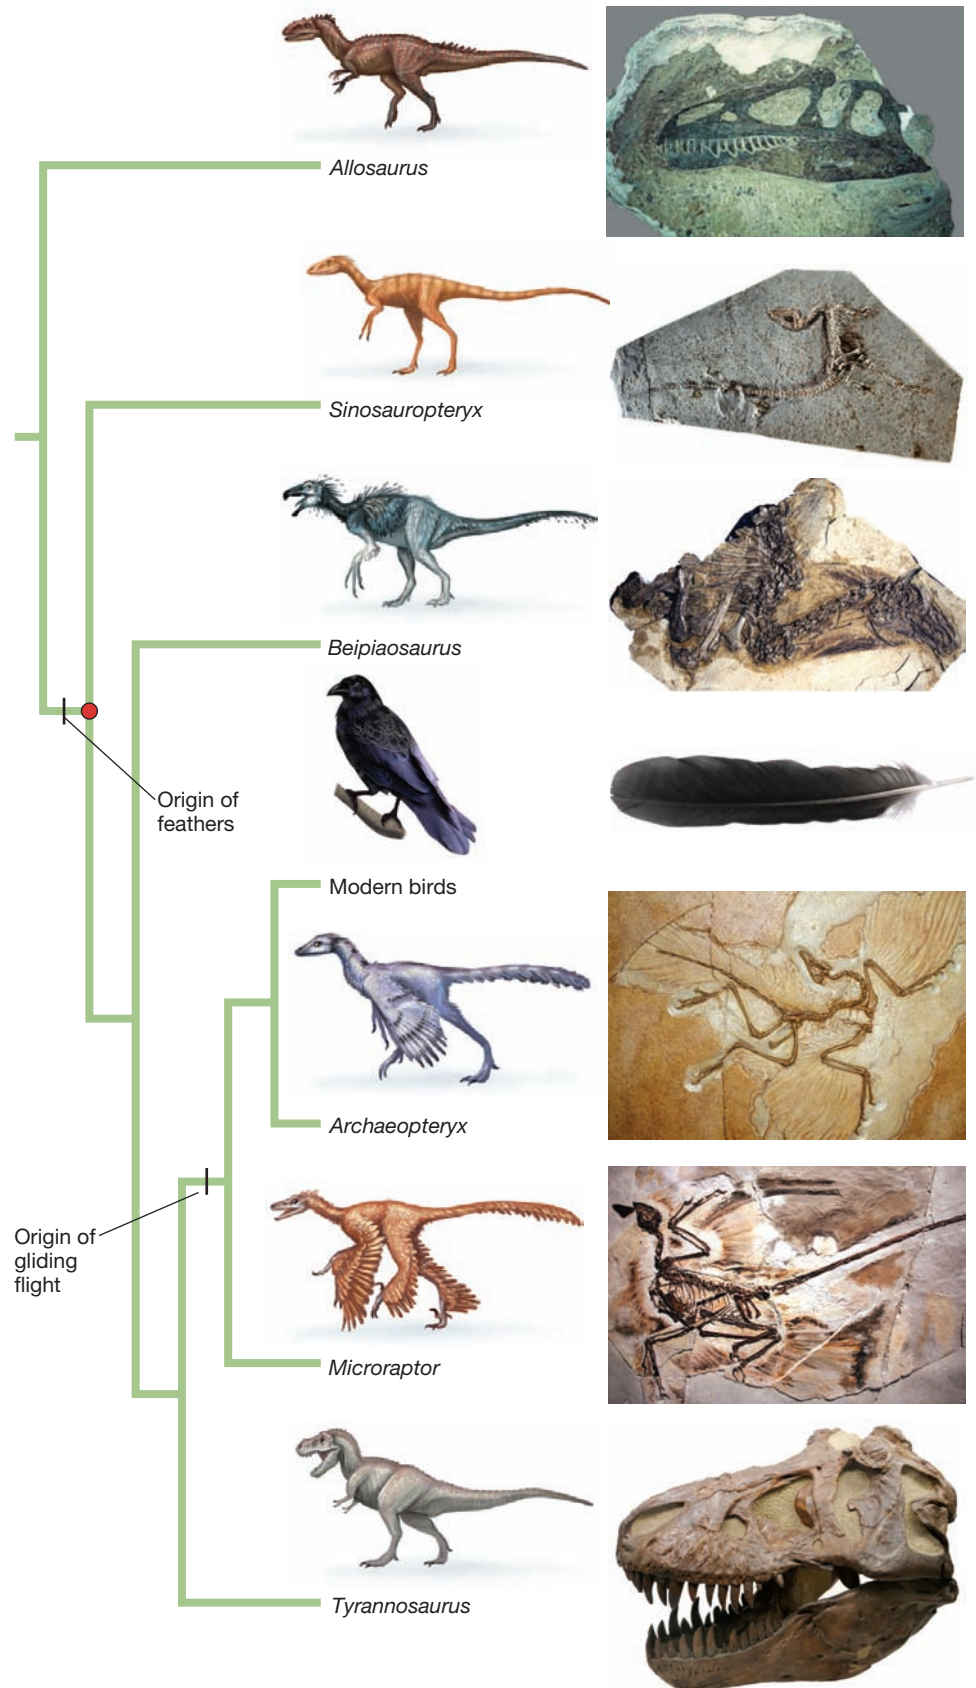 Allosaurus
Sinosauropteryx
Beipiaosaurus
Origin of
feathers
Modern birds
Archaeopteryx
Origin of
gliding
flight
Microraptor
Tyrannosaurus